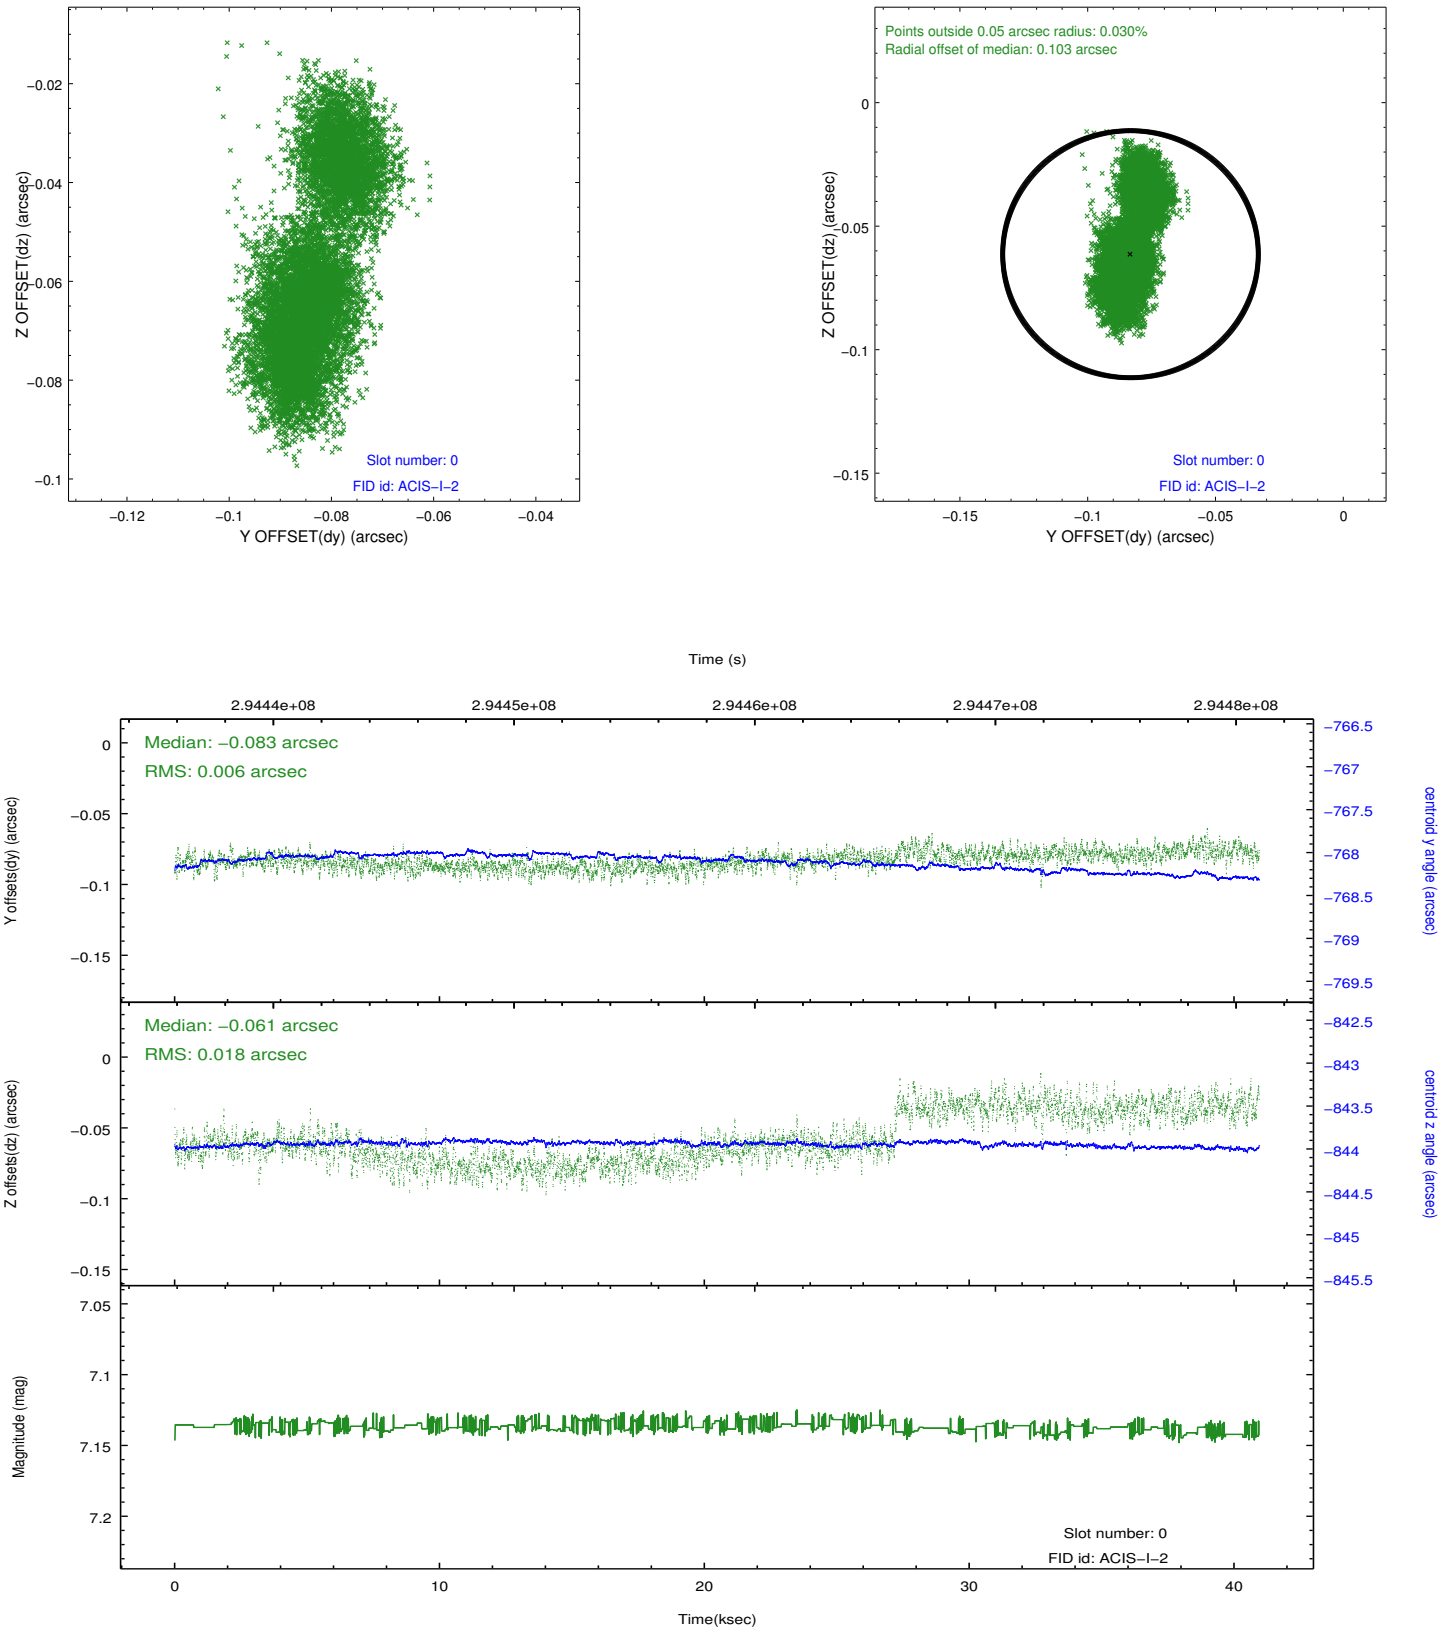 −0.02
−0.04
−0.06
−0.08
−0.1
Z OFFSET(dz) (arcsec)
Slot number: 0
FID id: ACIS−I−2
−0.12
−0.1
−0.08
−0.06
−0.04
Y OFFSET(dy) (arcsec)
Points outside 0.05 arcsec radius: 0.030%
Radial offset of median: 0.103 arcsec
0
−0.05
−0.1
−0.15
Z OFFSET(dz) (arcsec)
Slot number: 0
FID id: ACIS−I−2
−0.15
−0.1
−0.05
0
Y OFFSET(dy) (arcsec)
Time (s)
2.9444e+08
2.9445e+08
2.9446e+08
2.9447e+08
2.9448e+08
Median: −0.083 arcsec
RMS: 0.006 arcsec
0
−0.05
−0.1
−0.15
Y offsets(dy) (arcsec)
−766.5
−767
−767.5
−768
−768.5
−769
−769.5
centroid y angle (arcsec)
Median: −0.061 arcsec
RMS: 0.018 arcsec
0
−0.05
−0.1
−0.15
Z offsets(dz) (arcsec)
−842.5
−843
−843.5
−844
−844.5
−845
−845.5
centroid z angle (arcsec)
7.05
7.1
7.15
7.2
Magnitude (mag)
Slot number: 0
FID id: ACIS−I−2
0
10
20
30
40
Time(ksec)